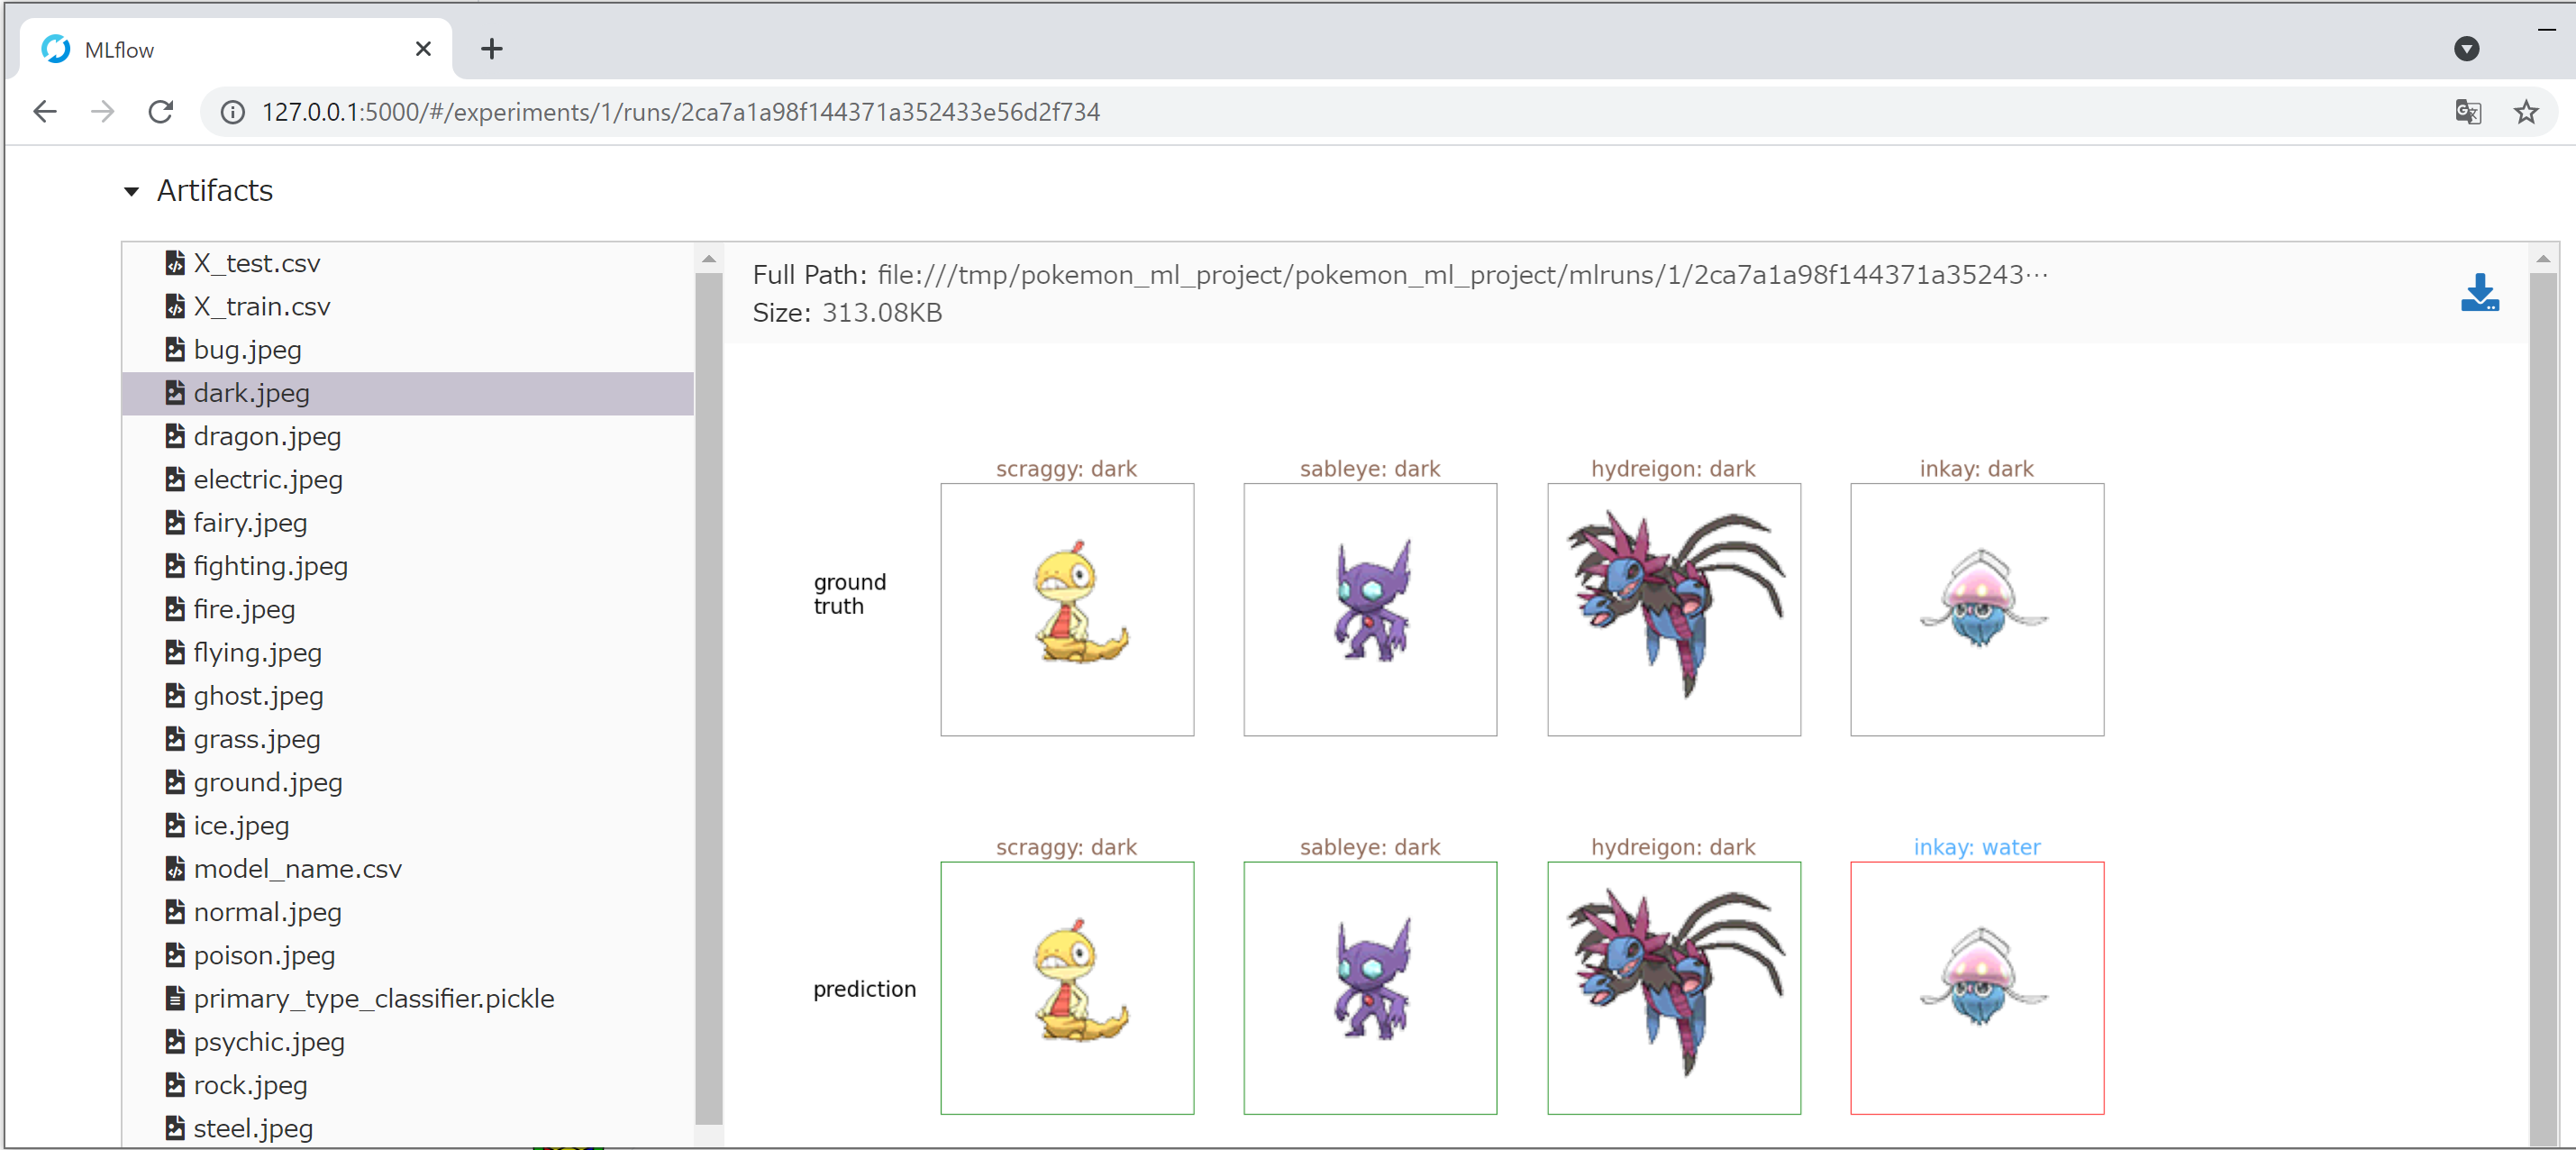 MLflow
127.0.0.1:5000/#/experiments/1/runs/2ca7a1a98f144371a352433e56d2f734
Artifacts
X_test.csv
X_train.csv
bug.jpeg
dark.jpeg
dragon.jpeg
electric.jpeg
fairy.jpeg
fighting.jpeg
fire.jpeg
flying.jpeg
ghost.jpeg
grass.jpeg
ground.jpeg
ice.jpeg
model_name.csv
normal.jpeg
poison.jpeg
primary_type_classifier.pickle
psychic.jpeg
rock.jpeg
steel.jpeg
Full Path: file:///tmp/pokemon_ml_project/pokemon_ml_project/mlruns/1/2ca7a1a98f144371a35243···
Size: 313.08KB
scraggy: dark sableye: dark hydreigon: dark inkay: dark
ground
truth
scraggy: dark sableye: dark hydreigon: dark inkay: water
prediction